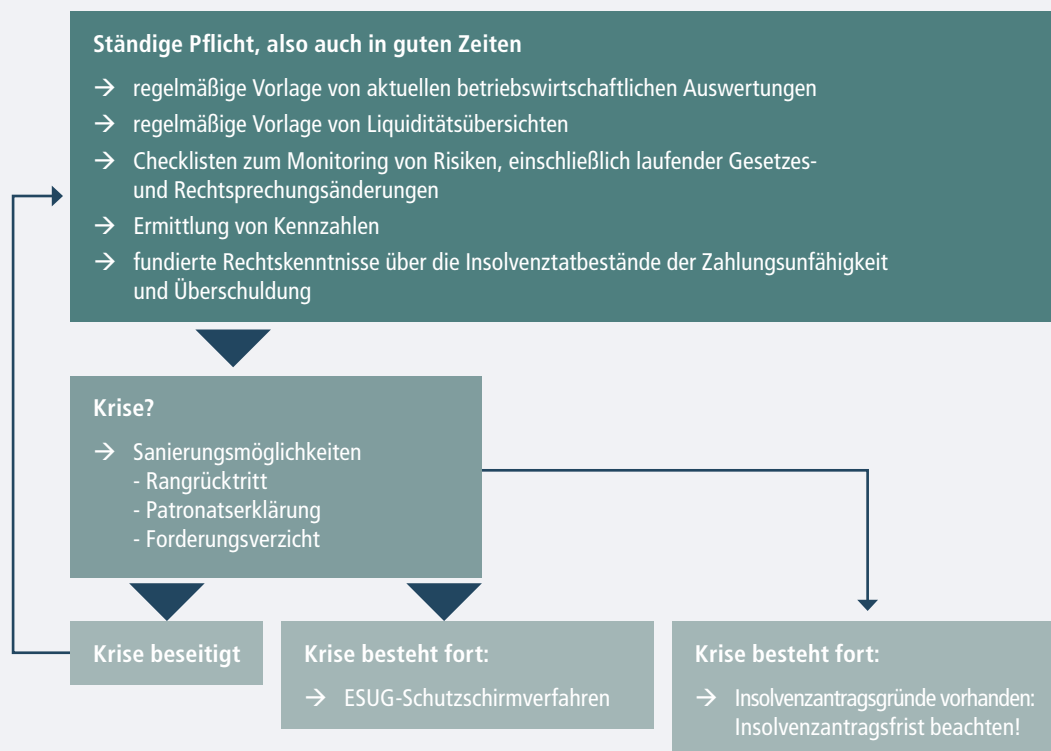 Ständige Pflicht, also auch in guten Zeiten
→ regelmäßige Vorlage von aktuellen betriebswirtschaftlichen Auswertungen
→ regelmäßige Vorlage von Liquiditätsübersichten
→ Checklisten zum Monitoring von Risiken, einschließlich laufender Gesetzes-
und Rechtsprechungsänderungen
→ Ermittlung von Kennzahlen
→ fundierte Rechtskenntnisse über die Insolvenztatbestände der Zahlungsunfähigkeit
und Überschuldung
Krise?
→ Sanierungsmöglichkeiten
- Rangrücktritt
- Patronatserklärung
- Forderungsverzicht
Krise beseitigt
Krise besteht fort:
→ ESUG-Schutzschirmverfahren
Krise besteht fort:
→ Insolvenzantragsgründe vorhanden:
Insolvenzantragsfrist beachten!